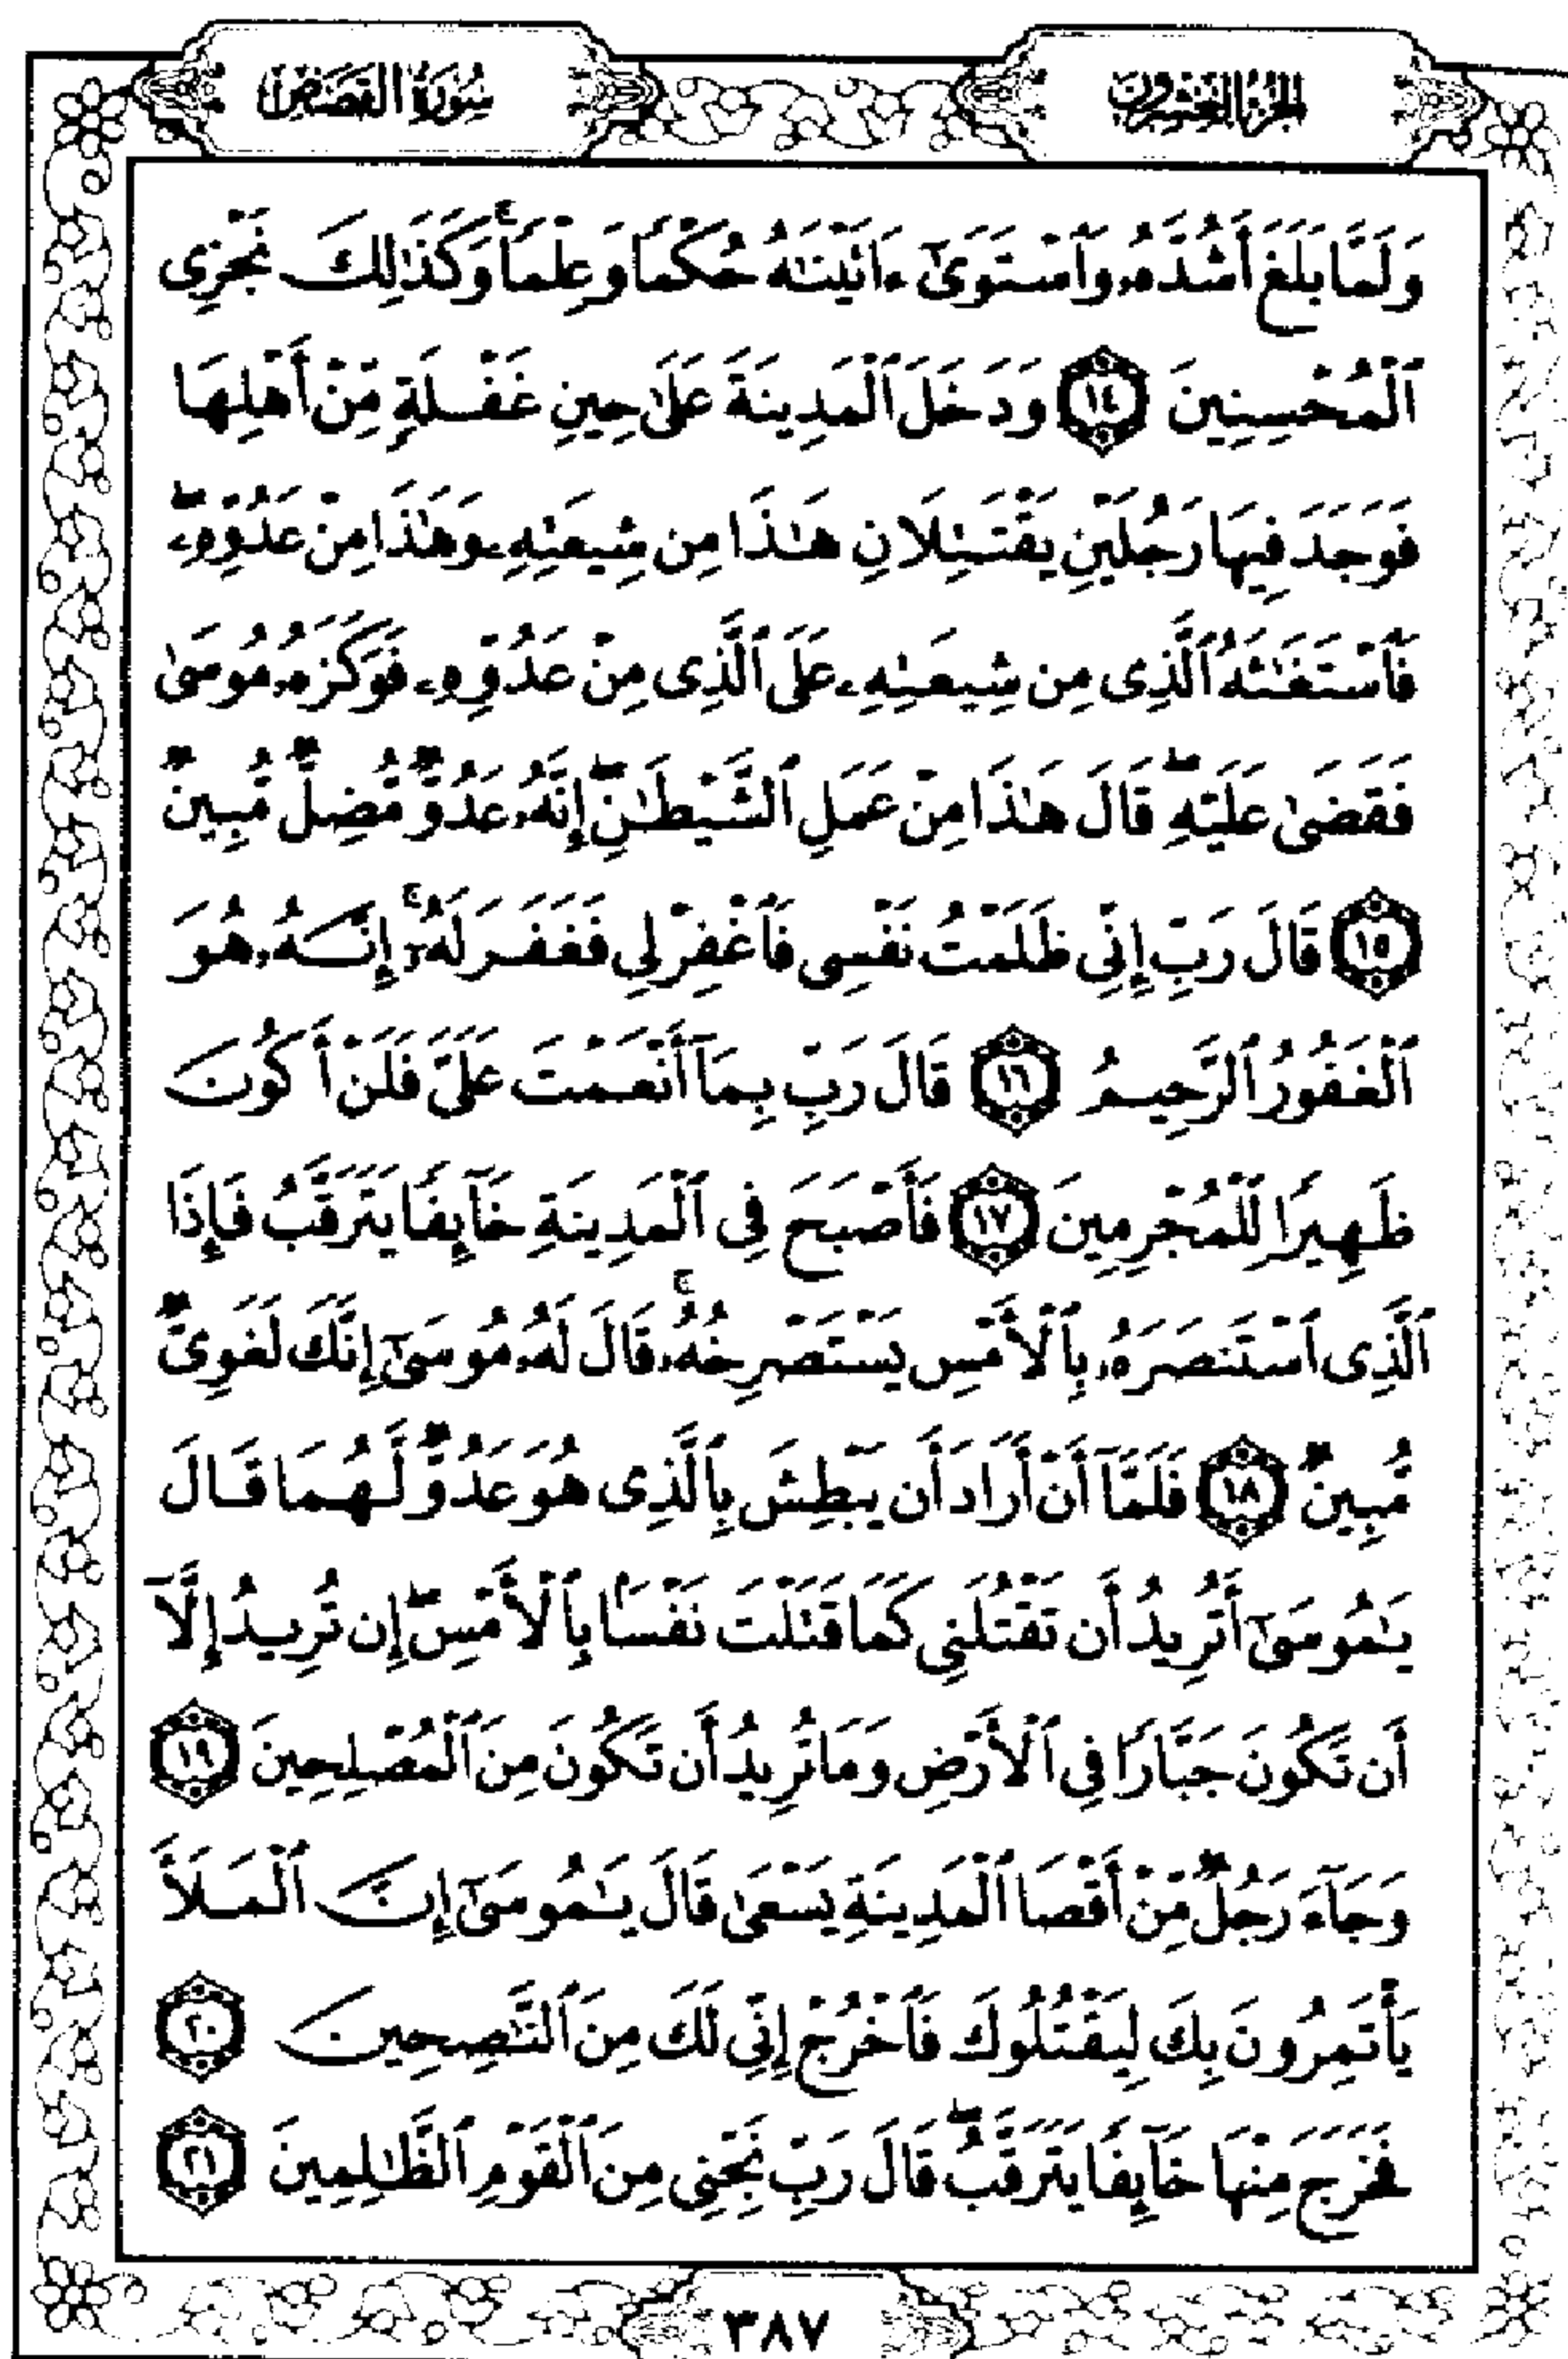 الجزء العشرون
سورة القصص
وَلَمَّا بَلَغَ أَشُدَّهُۥ وَٱسْتَوَىٰٓ ءَاتَيْنَٰهُ حُكْمًا وَعِلْمًا ۚ وَكَذَٰلِكَ نَجْزِى
ٱلْمُحْسِنِينَ ١٤ وَدَخَلَ ٱلْمَدِينَةَ عَلَىٰ حِينِ غَفْلَةٍ مِّنْ أَهْلِهَا
فَوَجَدَ فِيهَا رَجُلَيْنِ يَقْتَتِلَانِ هَٰذَا مِن شِيعَتِهِۦ وَهَٰذَا مِنْ عَدُوِّهِۦ ۖ
فَٱسْتَغَٰثَهُ ٱلَّذِى مِن شِيعَتِهِۦ عَلَى ٱلَّذِى مِنْ عَدُوِّهِۦ فَوَكَزَهُۥ مُوسَىٰ
فَقَضَىٰ عَلَيْهِ ۖ قَالَ هَٰذَا مِنْ عَمَلِ ٱلشَّيْطَٰنِ ۖ إِنَّهُۥ عَدُوٌّ مُّضِلٌّ مُّبِينٌ
١٥ قَالَ رَبِّ إِنِّى ظَلَمْتُ نَفْسِى فَٱغْفِرْ لِى فَغَفَرَ لَهُۥٓ ۚ إِنَّهُۥ هُوَ
ٱلْغَفُورُ ٱلرَّحِيمُ ١٦ قَالَ رَبِّ بِمَآ أَنْعَمْتَ عَلَىَّ فَلَنْ أَكُونَ
ظَهِيرًا لِّلْمُجْرِمِينَ ١٧ فَأَصْبَحَ فِى ٱلْمَدِينَةِ خَآئِفًا يَتَرَقَّبُ فَإِذَا
ٱلَّذِى ٱسْتَنصَرَهُۥ بِٱلْأَمْسِ يَسْتَصْرِخُهُۥ ۚ قَالَ لَهُۥ مُوسَىٰٓ إِنَّكَ لَغَوِىٌّ
مُّبِينٌ ١٨ فَلَمَّآ أَنْ أَرَادَ أَن يَبْطِشَ بِٱلَّذِى هُوَ عَدُوٌّ لَّهُمَا قَالَ
يَٰمُوسَىٰٓ أَتُرِيدُ أَن تَقْتُلَنِى كَمَا قَتَلْتَ نَفْسًۢا بِٱلْأَمْسِ ۖ إِن تُرِيدُ إِلَّآ
أَن تَكُونَ جَبَّارًا فِى ٱلْأَرْضِ وَمَا تُرِيدُ أَن تَكُونَ مِنَ ٱلْمُصْلِحِينَ ١٩
وَجَآءَ رَجُلٌ مِّنْ أَقْصَا ٱلْمَدِينَةِ يَسْعَىٰ قَالَ يَٰمُوسَىٰٓ إِنَّ ٱلْمَلَأَ
يَأْتَمِرُونَ بِكَ لِيَقْتُلُوكَ فَٱخْرُجْ إِنِّى لَكَ مِنَ ٱلنَّٰصِحِينَ ٢٠
فَخَرَجَ مِنْهَا خَآئِفًا يَتَرَقَّبُ ۖ قَالَ رَبِّ نَجِّنِى مِنَ ٱلْقَوْمِ ٱلظَّٰلِمِينَ ٢١
٣٨٧